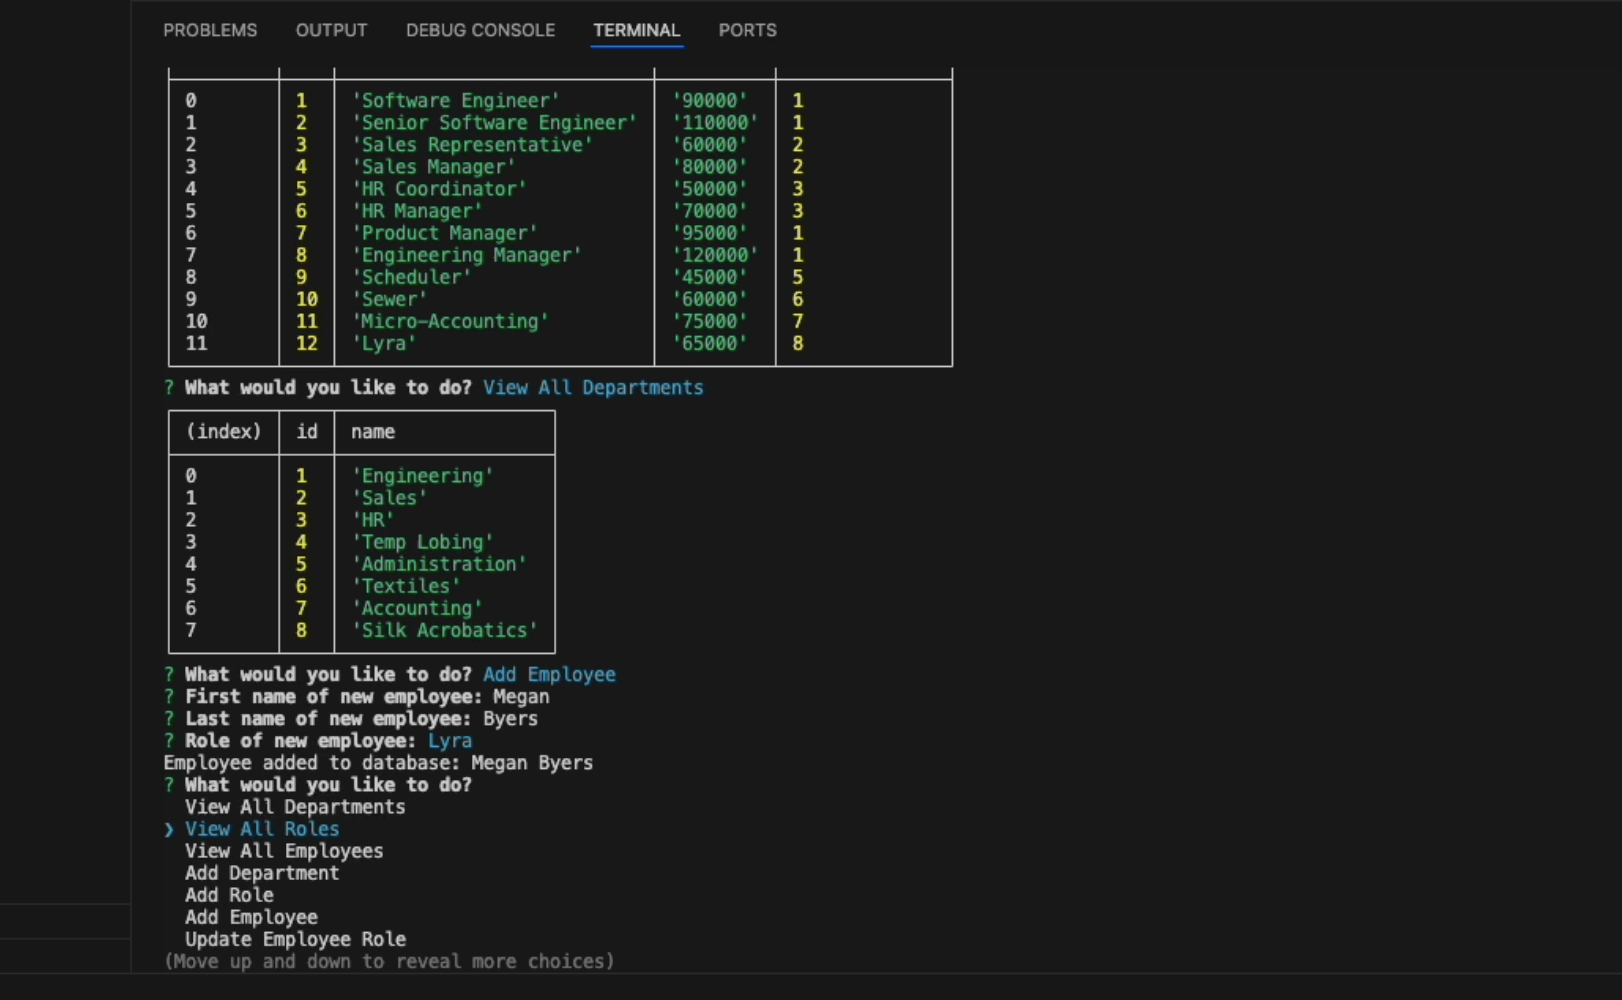 PROBLEMS OUTPUT DEBUG CONSOLE TERMINAL PORTS
0 1 'Software Engineer' '90000' 1
1 2 'Senior Software Engineer' '110000' 1
2 3 'Sales Representative' '60000' 2
3 4 'Sales Manager' '80000' 2
4 5 'HR Coordinator' '50000' 3
5 6 'HR Manager' '70000' 3
6 7 'Product Manager' '95000' 1
7 8 'Engineering Manager' '120000' 1
8 9 'Scheduler' '45000' 5
9 10 'Sewer' '60000' 6
10 11 'Micro-Accounting' '75000' 7
11 12 'Lyra' '65000' 8
? What would you like to do? View All Departments
(index) id name
0 1 'Engineering'
1 2 'Sales'
2 3 'HR'
3 4 'Temp Lobing'
4 5 'Administration'
5 6 'Textiles'
6 7 'Accounting'
7 8 'Silk Acrobatics'
? What would you like to do? Add Employee
? First name of new employee: Megan
? Last name of new employee: Byers
? Role of new employee: Lyra
Employee added to database: Megan Byers
? What would you like to do?
View All Departments
❯ View All Roles
View All Employees
Add Department
Add Role
Add Employee
Update Employee Role
(Move up and down to reveal more choices)